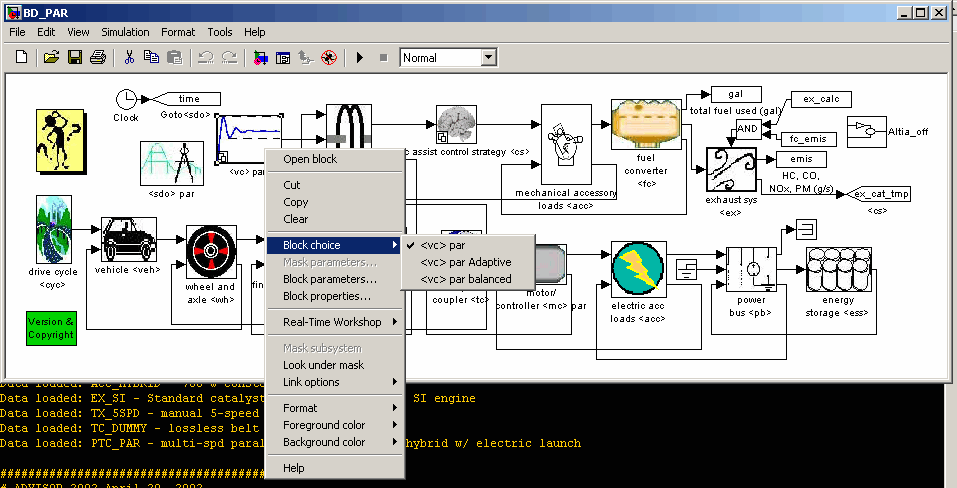 BD_PAR
File Edit View Simulation Format Tools Help
Normal
time
Clock
Goto<sdo>
<vc> par
<sdo> par
assist control strategy <cs>
mechanical accessory
loads <acc>
gal
total fuel used (gal)
fuel
converter
<fc>
ex_calc
AND
fc_emis
emis
HC, CO,
NOx, PM (g/s)
exhaust sys
<ex>
Altia_off
ex_cat_tmp
<cs>
drive cycle
<cyc>
vehicle <veh>
wheel and
axle <wh>
fin
coupler <tc>
motor/
controller <mc> par
electric acc
loads <acc>
power
bus <pb>
energy
storage <ess>
Version &
Copyright
Open block
Cut
Copy
Clear
Block choice
Mask parameters...
Block parameters...
Block properties...
Real-Time Workshop
Mask subsystem
Look under mask
Link options
Format
Foreground color
Background color
Help
<vc> par
<vc> par Adaptive
<vc> par balanced
Data loaded: EX_SI - Standard catalyst SI engine
Data loaded: TX_5SPD - manual 5-speed
Data loaded: TC_DUMMY - lossless belt
Data loaded: PTC_PAR - multi-spd paral hybrid w/ electric launch